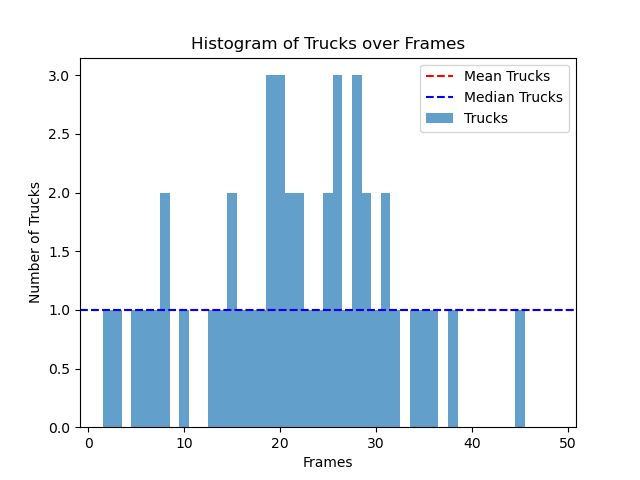 Histogram of Trucks over Frames
Mean Trucks
Median Trucks
Trucks
Number of Trucks
3.0
2.5
2.0
1.5
1.0
0.5
0.0
0 10 20 30 40 50
Frames